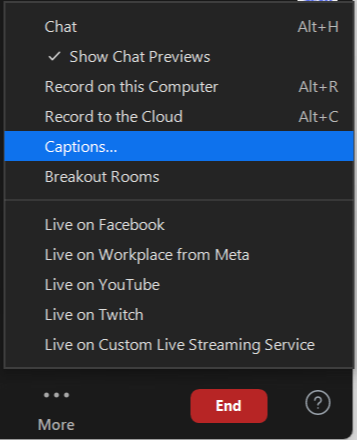 Chat Alt+H
✓ Show Chat Previews
Record on this Computer Alt+R
Record to the Cloud Alt+C
Captions...
Breakout Rooms
Live on Facebook
Live on Workplace from Meta
Live on YouTube
Live on Twitch
Live on Custom Live Streaming Service
End
?
More